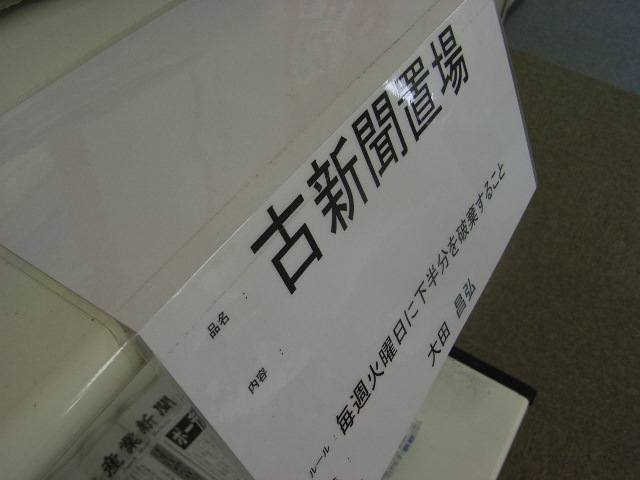 品名 : 古新聞置場
内容 :
ルール : 毎週火曜日に下半分を破棄すること
大田 昌弘
産業新聞